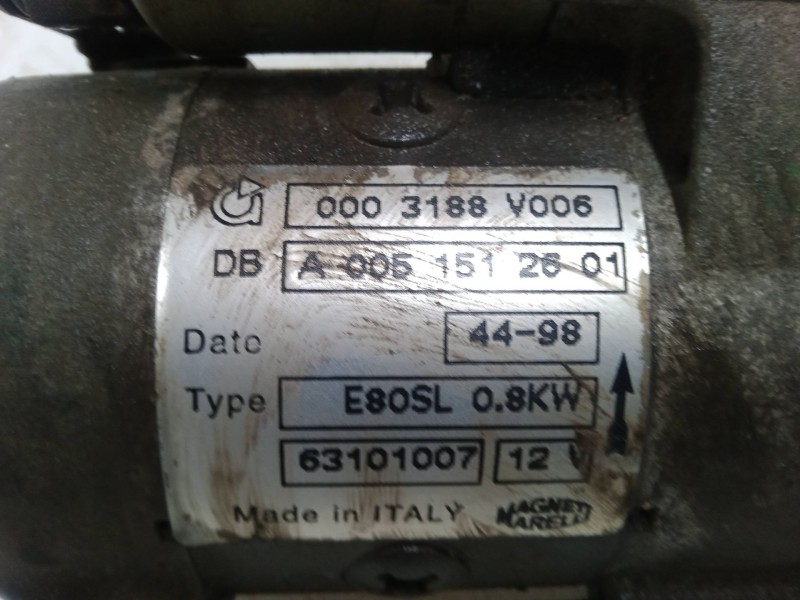 000 3188 V006
DB A 005 151 26 01
Date 44-98
Type E80SL 0.8KW
63101007 12 V
Made in ITALY MAGNETI MARELLI